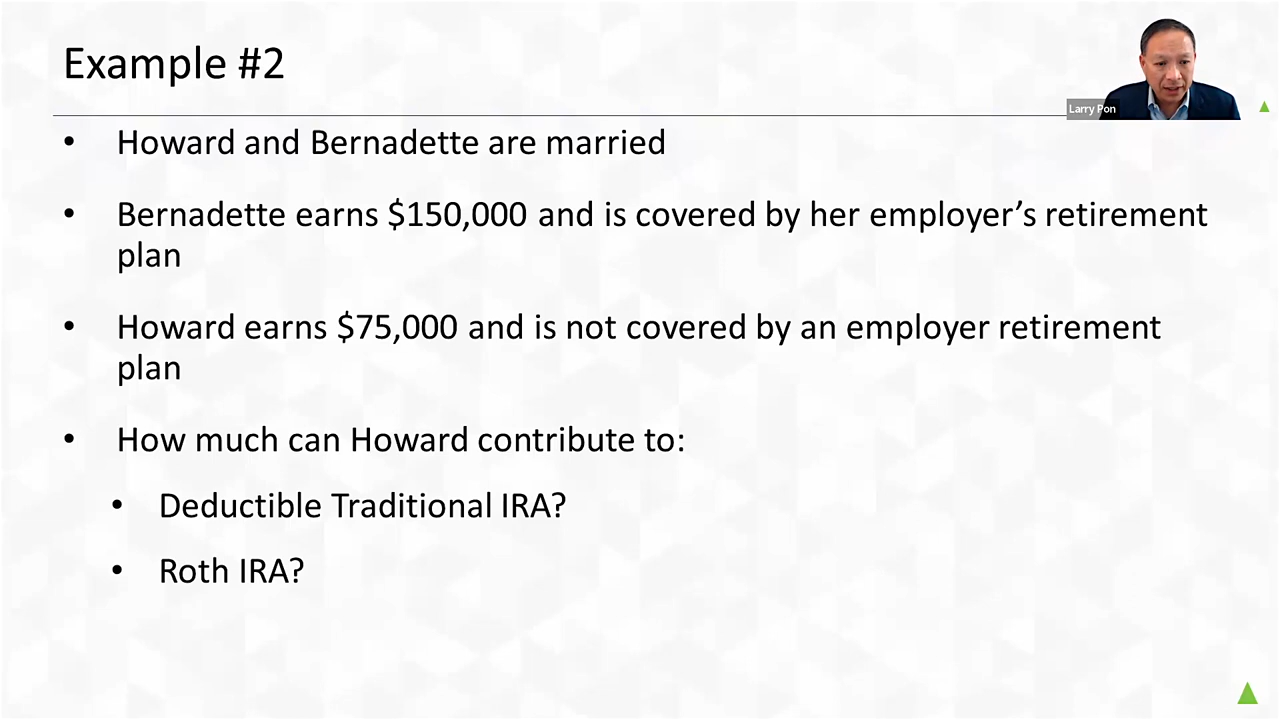 Example #2
Larry Pon
• Howard and Bernadette are married
• Bernadette earns $150,000 and is covered by her employer’s retirement
plan
• Howard earns $75,000 and is not covered by an employer retirement
plan
• How much can Howard contribute to:
• Deductible Traditional IRA?
• Roth IRA?